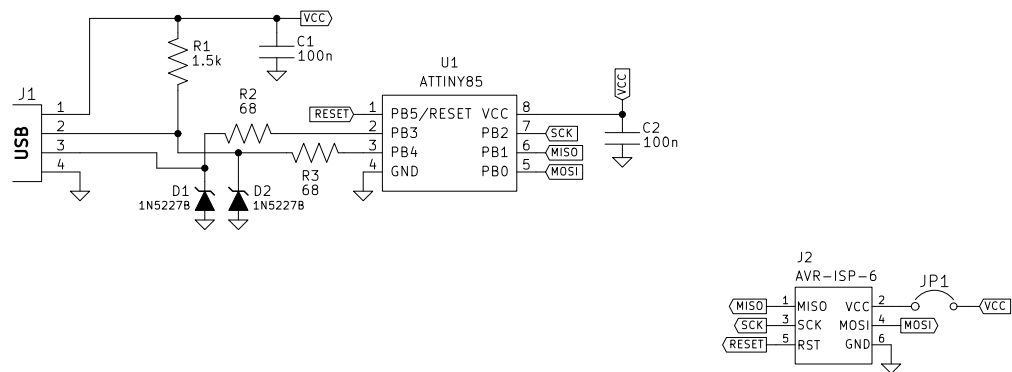 VCC
R1
1.5k
C1
100n
J1
USB
1
2
3
4
R2
68
R3
68
D1
1N5227B
D2
1N5227B
U1
ATTINY85
RESET
1 PB5/RESET VCC 8
2 PB3 PB2 7 SCK
3 PB4 PB1 6 MISO
4 GND PB0 5 MOSI
VCC
C2
100n
J2
AVR-ISP-6
JP1
MISO 1 MISO VCC 2 VCC
SCK 3 SCK MOSI 4 MOSI
RESET 5 RST GND 6